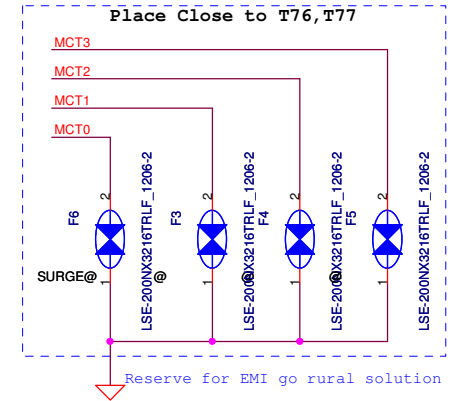 Place Close to T76,T77
MCT3
MCT2
MCT1
MCT0
2
2
2
2
F6
LSE-200NX3216TRLF_1206-2
F3
LSE-200NX3216TRLF_1206-2
F4
LSE-200NX3216TRLF_1206-2
F5
LSE-200NX3216TRLF_1206-2
SURGE@
@
@
@
1
1
1
1
Reserve for EMI go rural solution